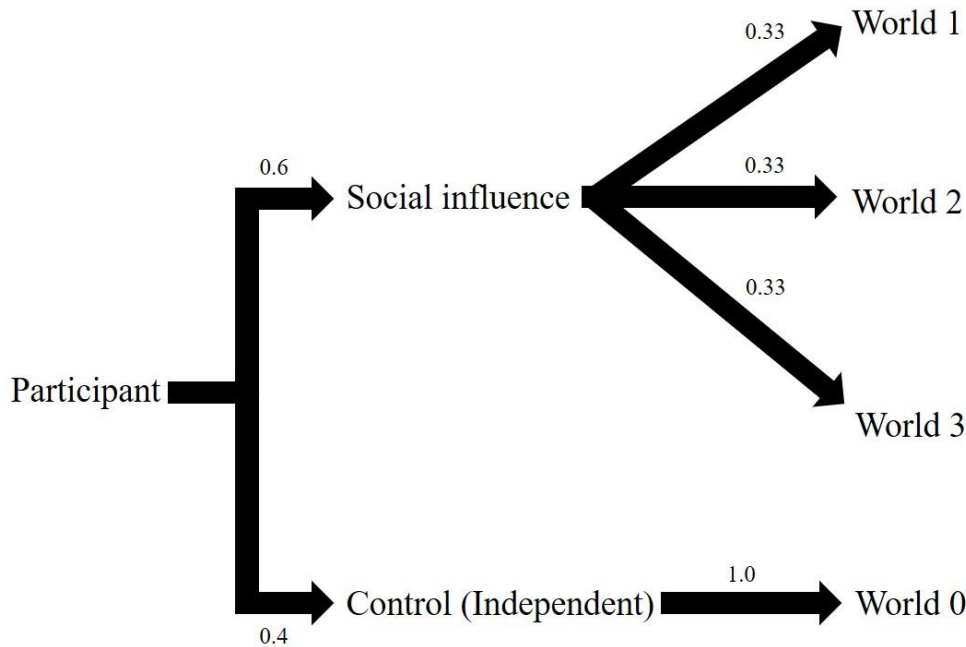 World 1
0.33
0.6
0.33
Social influence
World 2
0.33
Participant
World 3
1.0
Control (Independent)
World 0
0.4